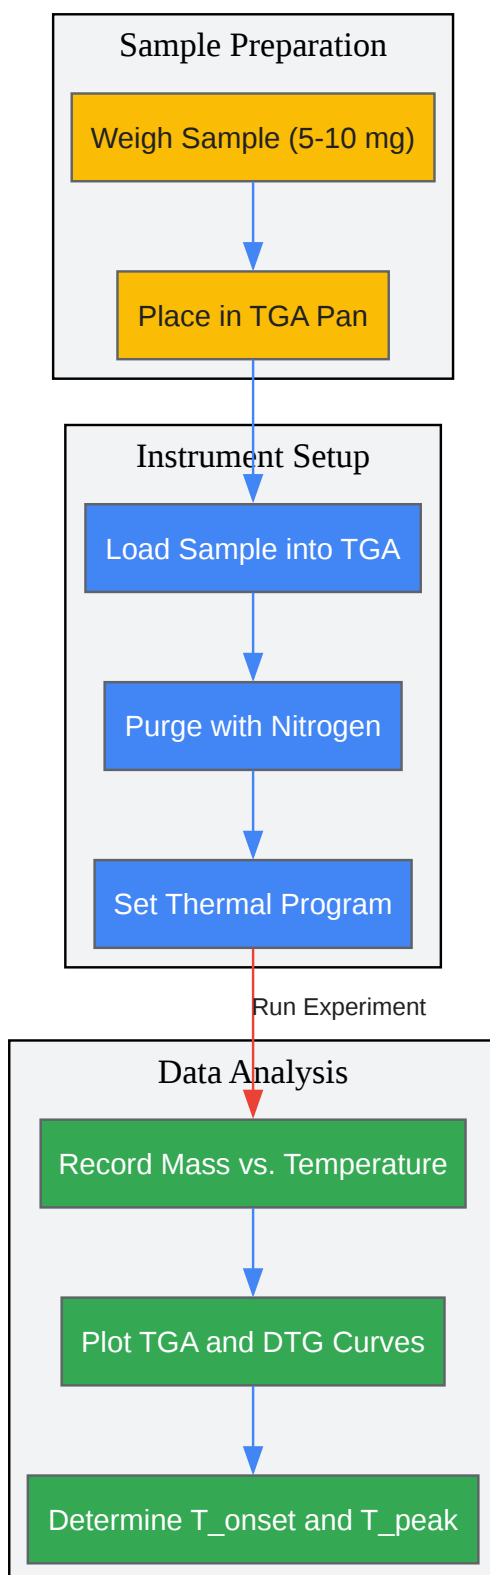 Sample Preparation
Weigh Sample (5-10 mg)
Place in TGA Pan
Instrument Setup
Load Sample into TGA
Purge with Nitrogen
Set Thermal Program
Run Experiment
Data Analysis
Record Mass vs. Temperature
Plot TGA and DTG Curves
Determine T_onset and T_peak